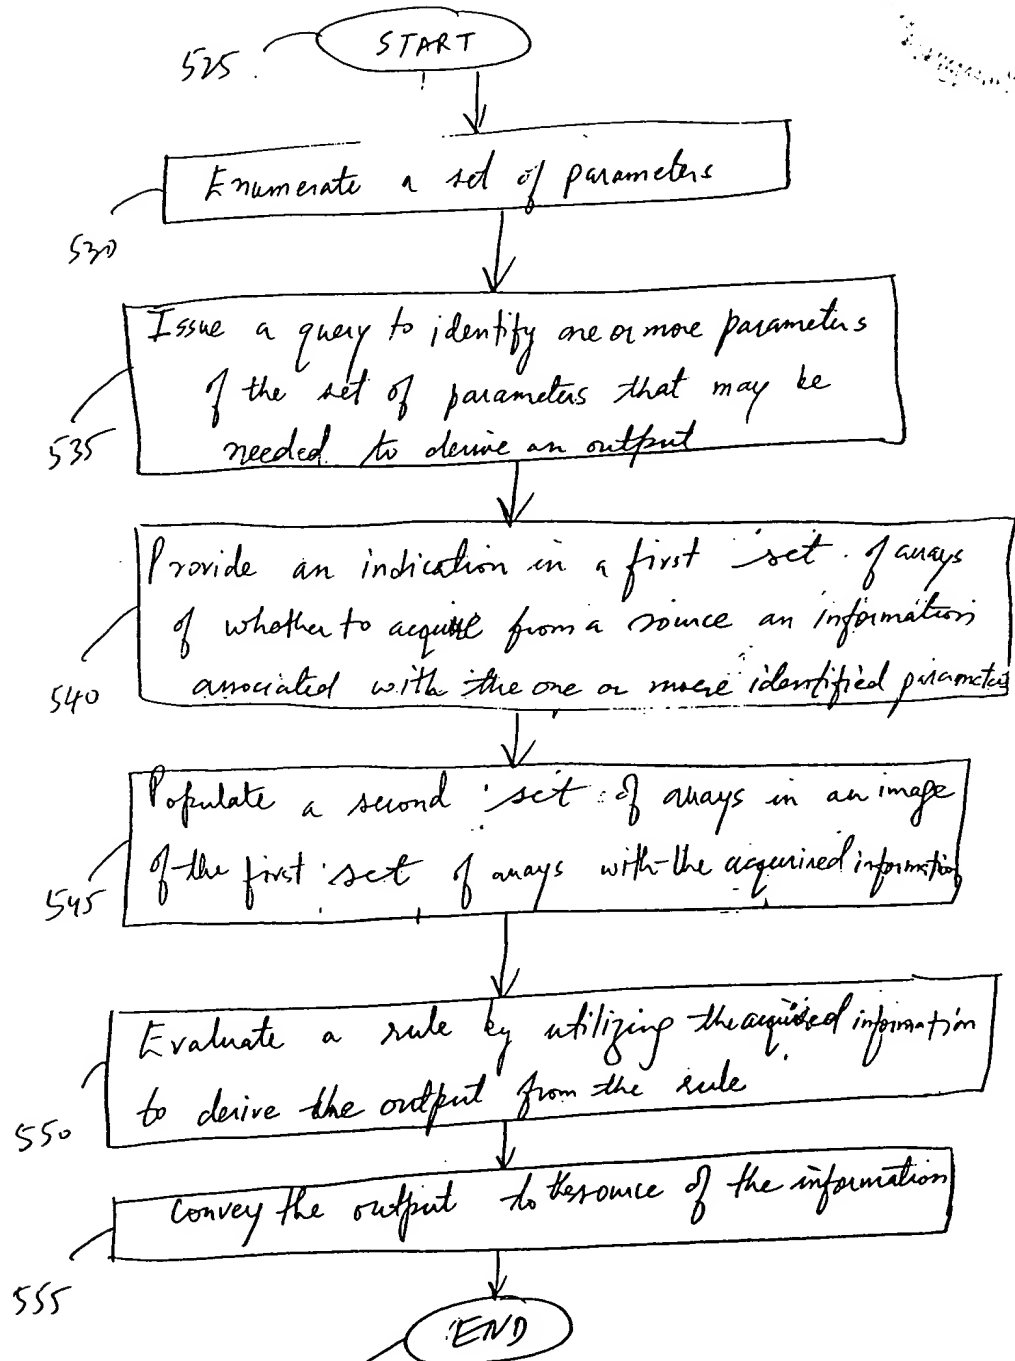 START
525
Enumerate a set of parameters
530
Issue a query to identify one or more parameters
of the set of parameters that may be
needed to derive an output
535
Provide an indication in a first set of arrays
of whether to acquire from a source an information
associated with the one or more identified parameters
540
Populate a second set of arrays in an image
of the first set of arrays with the acquired information
545
Evaluate a rule by utilizing the acquired information
to derive the output from the rule
550
Convey the output to the source of the information
555
END